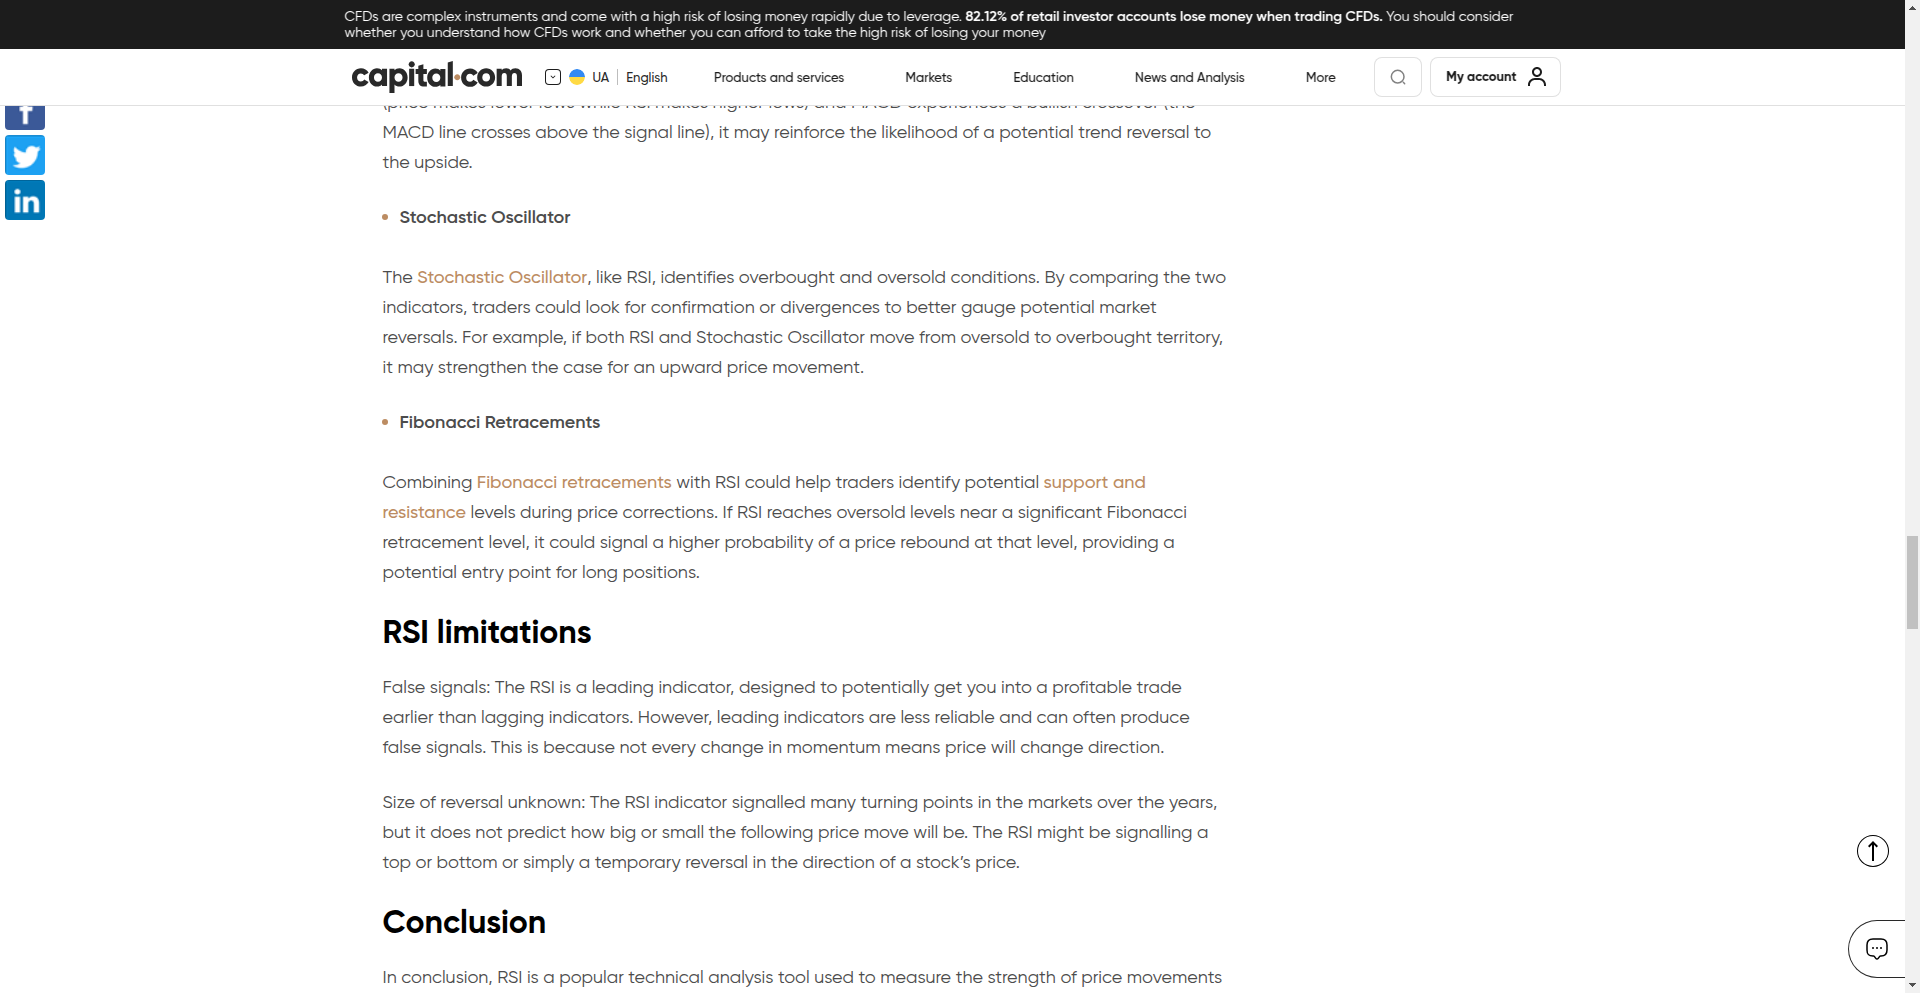 CFDs are complex instruments and come with a high risk of losing money rapidly due to leverage. 82.12% of retail investor accounts lose money when trading CFDs. You should consider
whether you understand how CFDs work and whether you can afford to take the high risk of losing your money
capital.com UA English Products and services Markets Education News and Analysis More My account
(price makes lower lows while RSI makes higher lows) and MACD experiences a bullish crossover (the
MACD line crosses above the signal line), it may reinforce the likelihood of a potential trend reversal to
the upside.
Stochastic Oscillator
The Stochastic Oscillator, like RSI, identifies overbought and oversold conditions. By comparing the two
indicators, traders could look for confirmation or divergences to better gauge potential market
reversals. For example, if both RSI and Stochastic Oscillator move from oversold to overbought territory,
it may strengthen the case for an upward price movement.
Fibonacci Retracements
Combining Fibonacci retracements with RSI could help traders identify potential support and
resistance levels during price corrections. If RSI reaches oversold levels near a significant Fibonacci
retracement level, it could signal a higher probability of a price rebound at that level, providing a
potential entry point for long positions.
RSI limitations
False signals: The RSI is a leading indicator, designed to potentially get you into a profitable trade
earlier than lagging indicators. However, leading indicators are less reliable and can often produce
false signals. This is because not every change in momentum means price will change direction.
Size of reversal unknown: The RSI indicator signalled many turning points in the markets over the years,
but it does not predict how big or small the following price move will be. The RSI might be signalling a
top or bottom or simply a temporary reversal in the direction of a stock’s price.
Conclusion
In conclusion, RSI is a popular technical analysis tool used to measure the strength of price movements